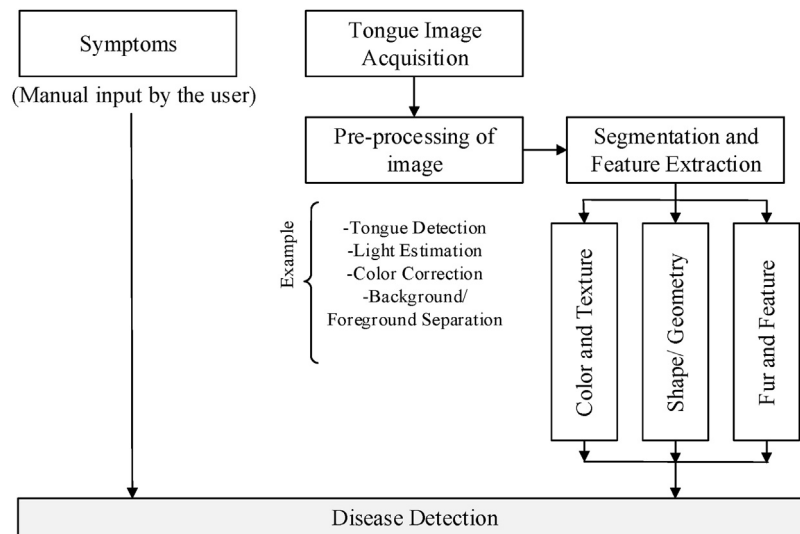 Symptoms
(Manual input by the user)
Tongue Image
Acquisition
Pre-processing of
image
Segmentation and
Feature Extraction
Example
-Tongue Detection
-Light Estimation
-Color Correction
-Background/
Foreground Separation
Color and Texture
Shape/ Geometry
Fur and Feature
Disease Detection